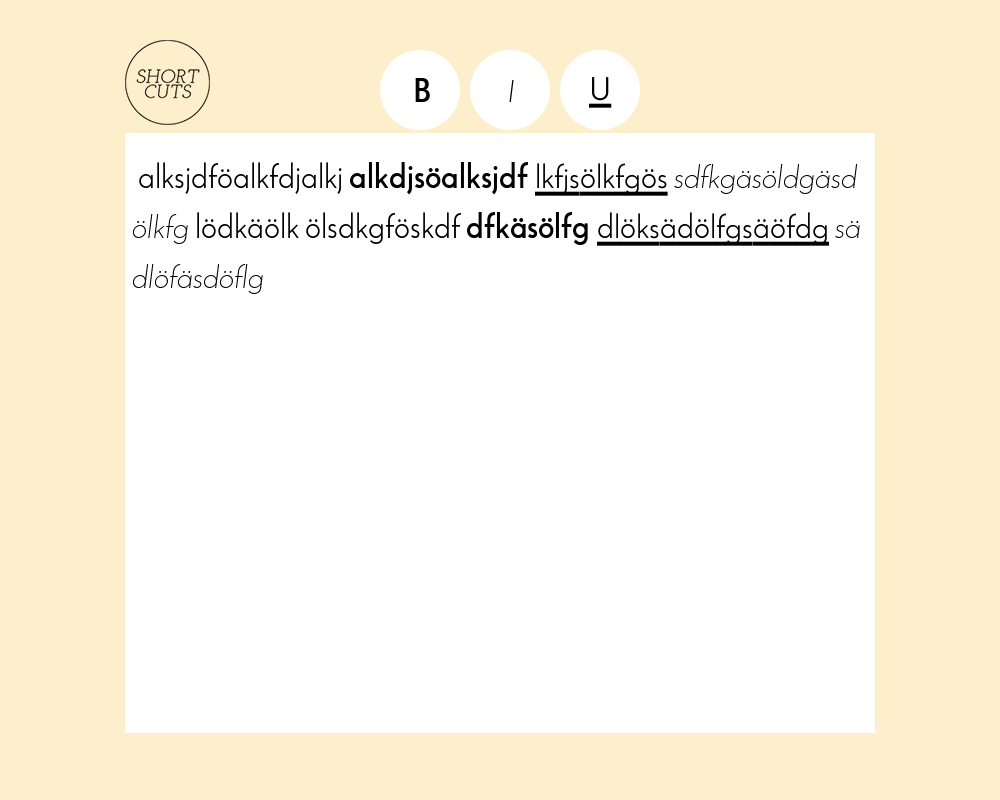 SHORT
CUTS
B I U
alksjdföalkfdjalkj alkdjsöalksjdf lkfjsölkfgös sdfkgäsöldgäsd
ölkfg lödkäölk ölsdkgföskdf dfkäsölfg dlöksädölfgsäöfdg sä
dlöfäsdöflg